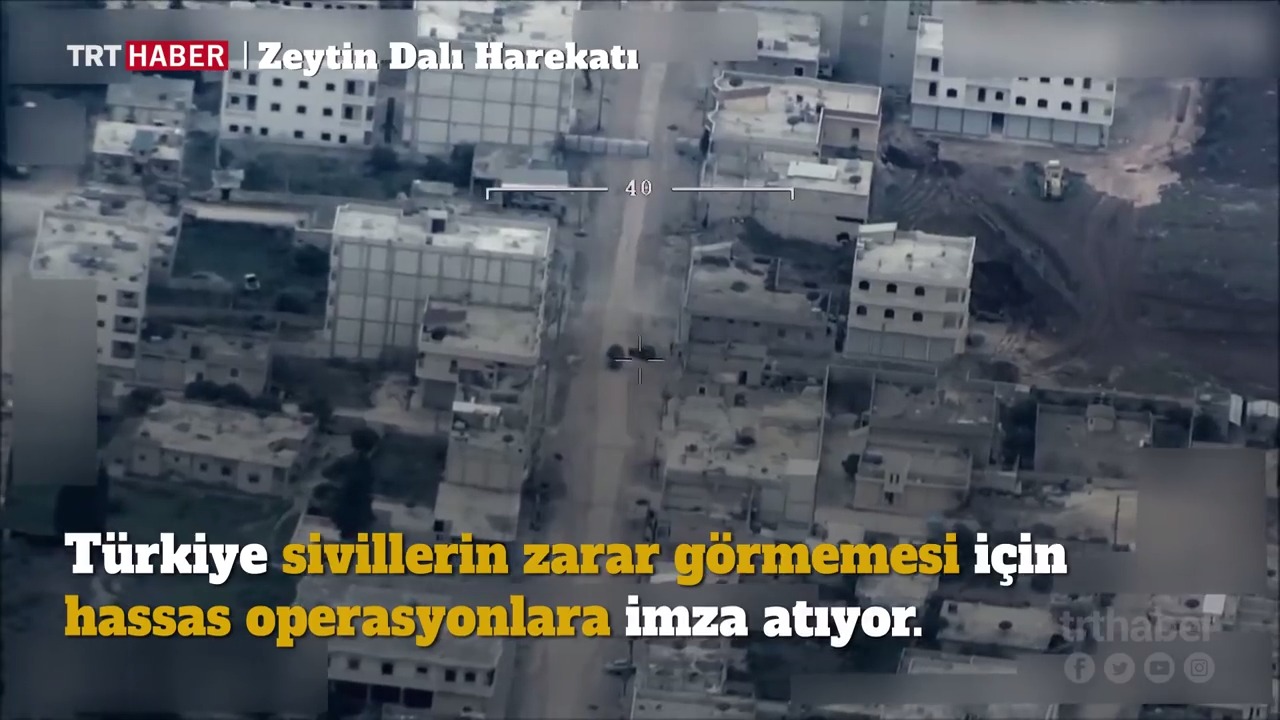 TRT HABER | Zeytin Dalı Harekatı
40
Türkiye sivillerin zarar görmemesi için
hassas operasyonlara imza atıyor.
trthaber